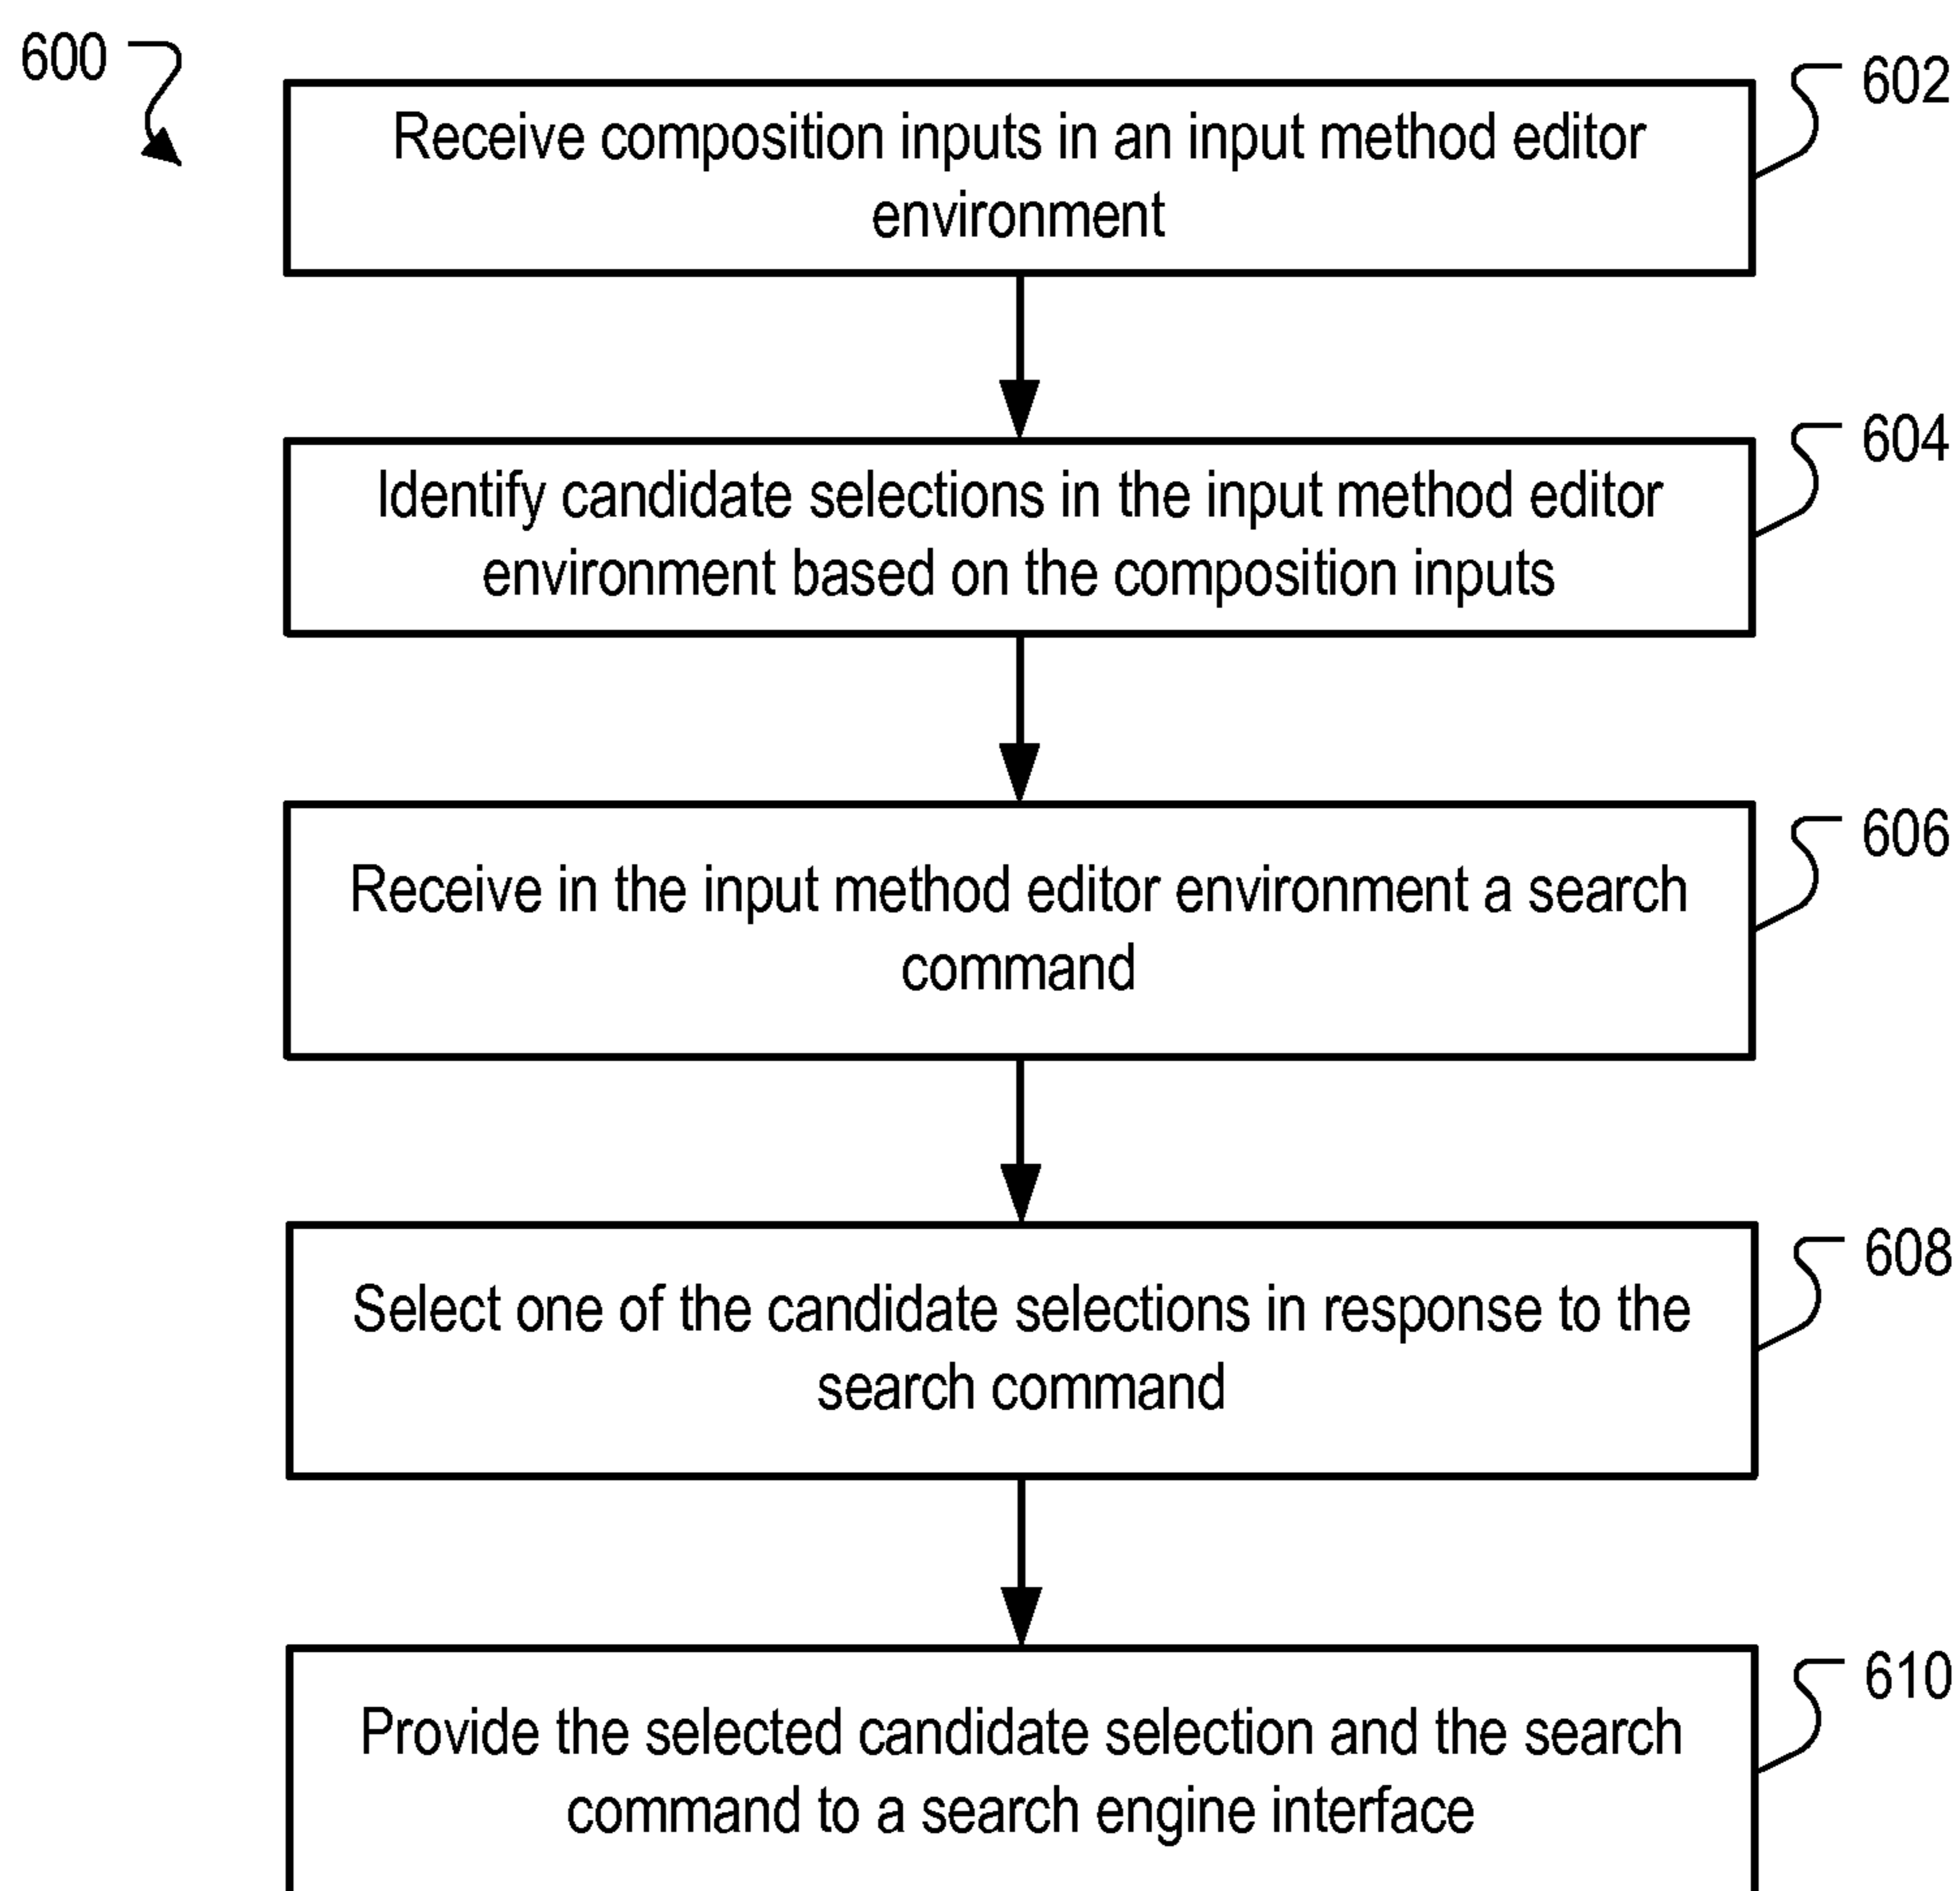 600
602
Receive composition inputs in an input method editor
environment
604
Identify candidate selections in the input method editor
environment based on the composition inputs
606
Receive in the input method editor environment a search
command
608
Select one of the candidate selections in response to the
search command
610
Provide the selected candidate selection and the search
command to a search engine interface